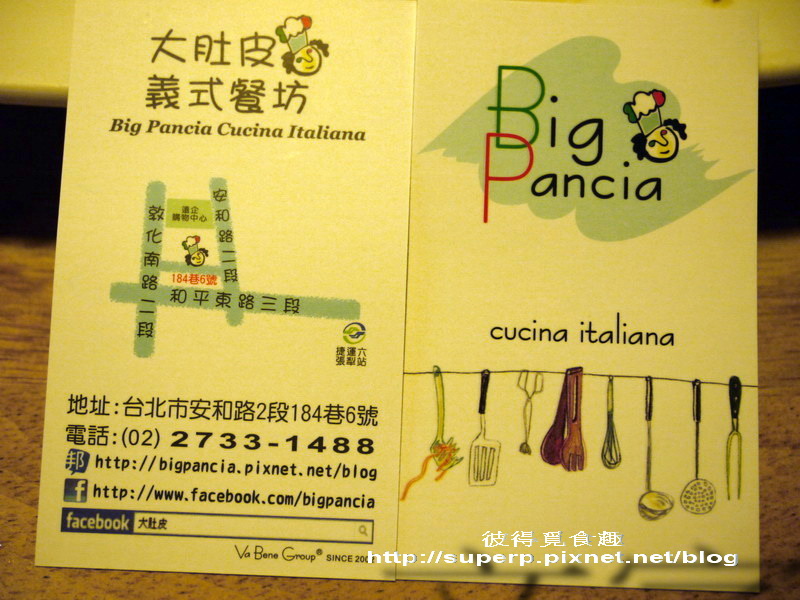 大肚皮
義式餐坊
Big Pancia Cucina Italiana
遠企
購物中心
安和路二段
敦化南路二段
184巷6號
和平東路三段
捷運六
張犁站
地址:台北市安和路2段184巷6號
電話:(02) 2733-1488
邦 http://bigpancia.pixnet.net/blog
f http://www.facebook.com/bigpancia
facebook 大肚皮
Va Bene Group® SINCE
Big
Pancia
cucina italiana
彼得覓食趣
http://superp.pixnet.net/blog